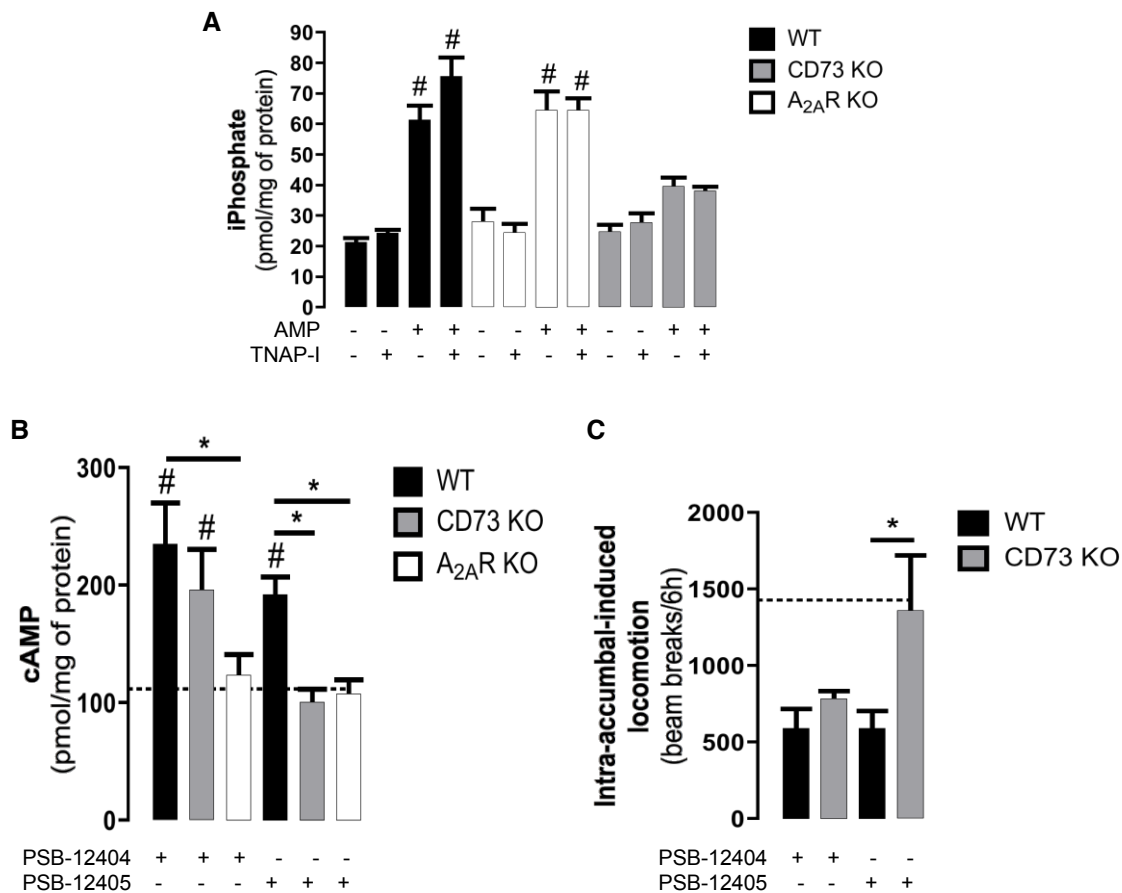 A
iPhosphate
(pmol/mg of protein)
90
80
70
60
50
40
30
20
10
0
# # # #
WT
CD73 KO
A2AR KO
AMP - - + + - - + + - - + +
TNAP-I - + - + - + - + - + - +
B
cAMP
(pmol/mg of protein)
300
200
100
0
# # * # * *
WT
CD73 KO
A2AR KO
PSB-12404 + + + - - -
PSB-12405 - - - + + +
C
Intra-accumbal-induced
locomotion
(beam breaks/6h)
2000
1500
1000
500
0
*
WT
CD73 KO
PSB-12404 + + - -
PSB-12405 - - + +